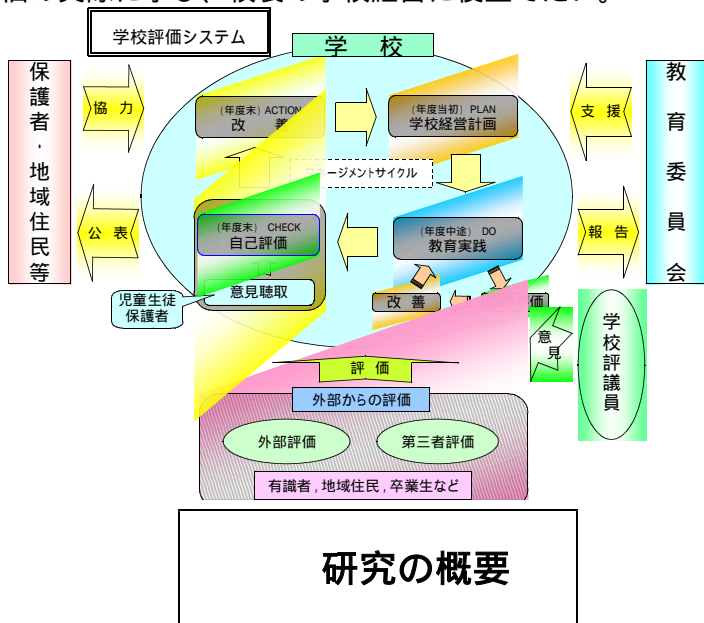 学校評価システム
学　校
保護者・地域住民等
協 力
公 表
(年度末) ACTION
改　善
(年度当初) PLAN
学校経営計画
支 援
教育委員会
報 告
ージメントサイクル
(年度末)　CHECK
自己評価
(年度中途)　DO
教育実践
意見聴取
児童生徒
保護者
改 善
価
意見
学校評議員
評 価
外部からの評価
外部評価
第三者評価
有識者，地域住民，卒業生など
研究の概要